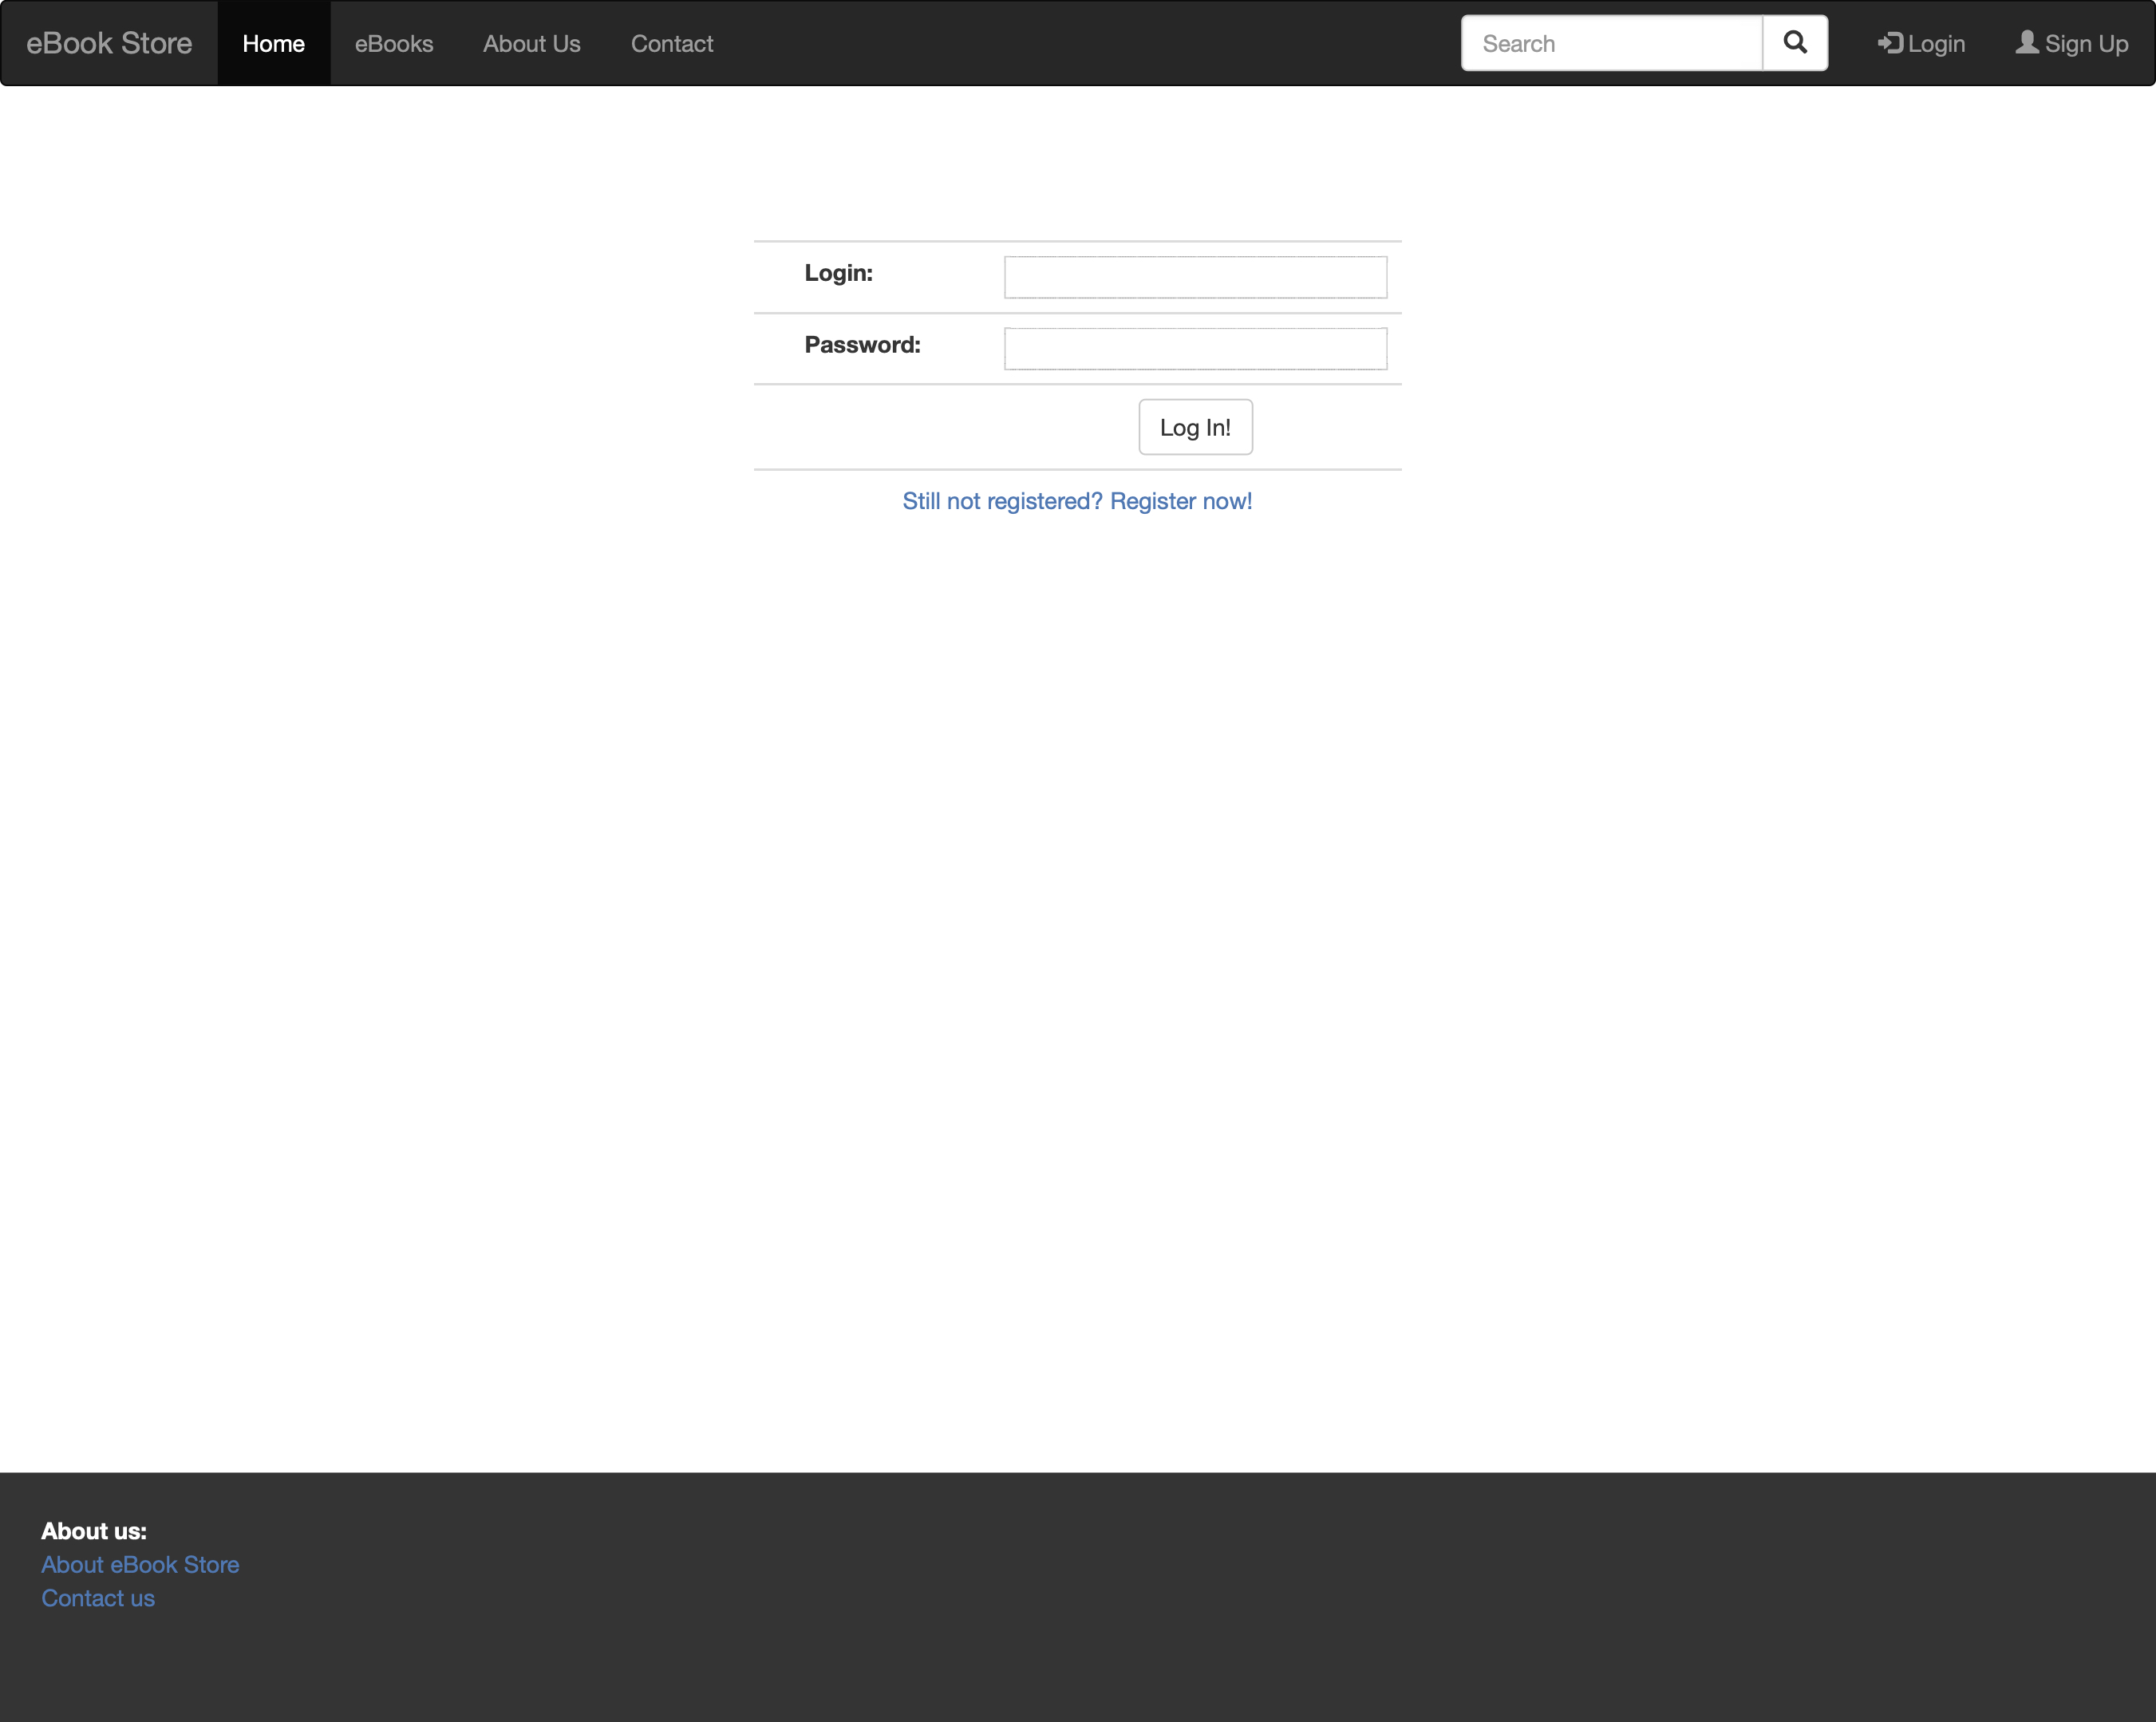 eBook Store Home eBooks About Us Contact Search Login Sign Up
Login:
Password:
Log In!
Still not registered? Register now!
About us:
About eBook Store
Contact us